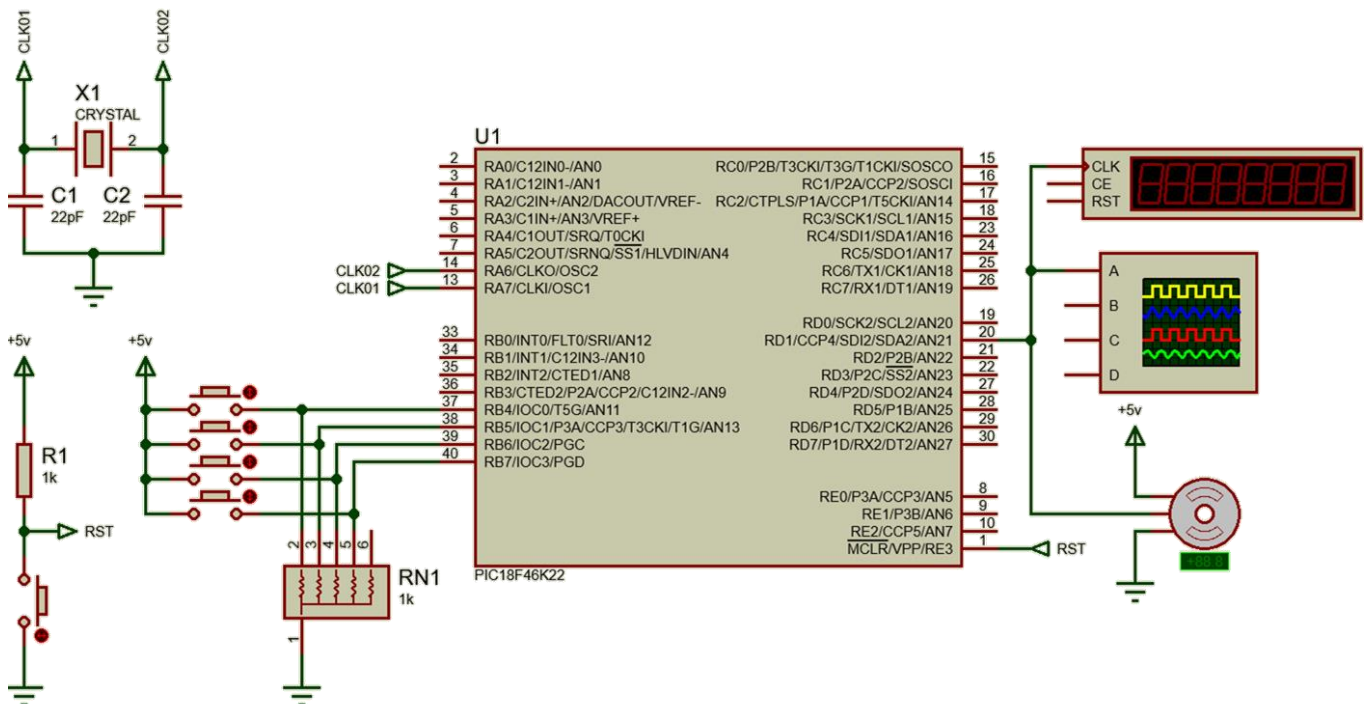 CLK01
CLK02
X1
CRYSTAL
1
2
C1
22pF
C2
22pF
+5v
R1
1k
RST
+5v
2
3
4
5
6
RN1
1k
1
CLK02
CLK01
U1
2
RA0/C12IN0-/AN0
3
RA1/C12IN1-/AN1
4
RA2/C2IN+/AN2/DACOUT/VREF-
5
RA3/C1IN+/AN3/VREF+
6
RA4/C1OUT/SRQ/T0CKI
7
RA5/C2OUT/SRNQ/SS1/HLVDIN/AN4
14
RA6/CLKO/OSC2
13
RA7/CLKI/OSC1
33
RB0/INT0/FLT0/SRI/AN12
34
RB1/INT1/C12IN3-/AN10
35
RB2/INT2/CTED1/AN8
36
RB3/CTED2/P2A/CCP2/C12IN2-/AN9
37
RB4/IOC0/T5G/AN11
38
RB5/IOC1/P3A/CCP3/T3CKI/T1G/AN13
39
RB6/IOC2/PGC
40
RB7/IOC3/PGD
RC0/P2B/T3CKI/T3G/T1CKI/SOSCO
15
RC1/P2A/CCP2/SOSCI
16
RC2/CTPLS/P1A/CCP1/T5CKI/AN14
17
RC3/SCK1/SCL1/AN15
18
RC4/SDI1/SDA1/AN16
23
RC5/SDO1/AN17
24
RC6/TX1/CK1/AN18
25
RC7/RX1/DT1/AN19
26
RD0/SCK2/SCL2/AN20
19
RD1/CCP4/SDI2/SDA2/AN21
20
RD2/P2B/AN22
21
RD3/P2C/SS2/AN23
22
RD4/P2D/SDO2/AN24
27
RD5/P1B/AN25
28
RD6/P1C/TX2/CK2/AN26
29
RD7/P1D/RX2/DT2/AN27
30
RE0/P3A/CCP3/AN5
8
RE1/P3B/AN6
9
RE2/CCP5/AN7
10
MCLR/VPP/RE3
1
RST
PIC18F46K22
CLK
CE
RST
A
B
C
D
+5v